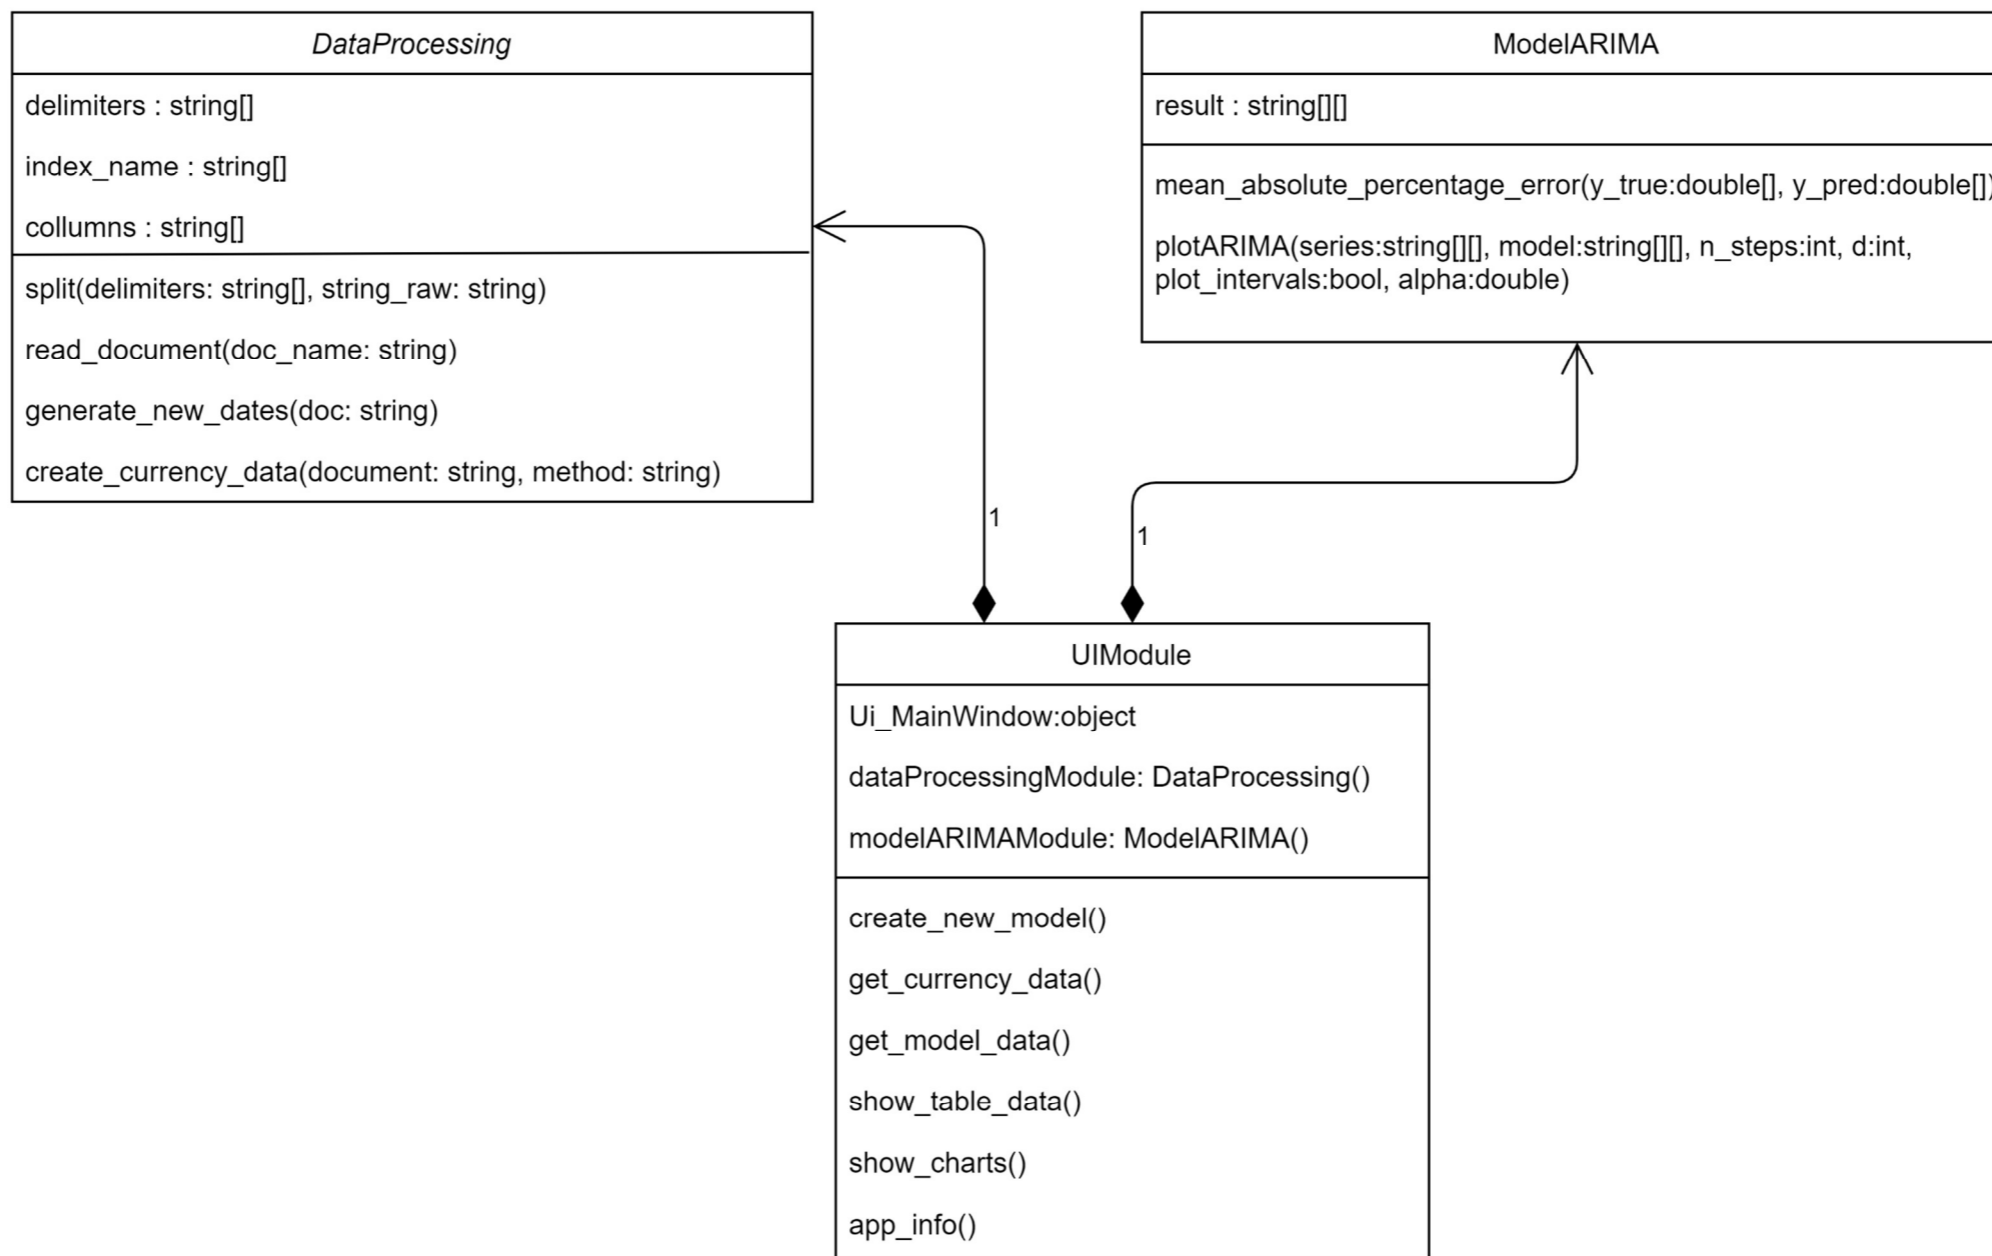 DataProcessing
delimiters : string[]
index_name : string[]
collumns : string[]
split(delimiters: string[], string_raw: string)
read_document(doc_name: string)
generate_new_dates(doc: string)
create_currency_data(document: string, method: string)
ModelARIMA
result : string[][]
mean_absolute_percentage_error(y_true:double[], y_pred:double[])
plotARIMA(series:string[][], model:string[][], n_steps:int, d:int,
plot_intervals:bool, alpha:double)
1
1
UIModule
Ui_MainWindow:object
dataProcessingModule: DataProcessing()
modelARIMAModule: ModelARIMA()
create_new_model()
get_currency_data()
get_model_data()
show_table_data()
show_charts()
app_info()